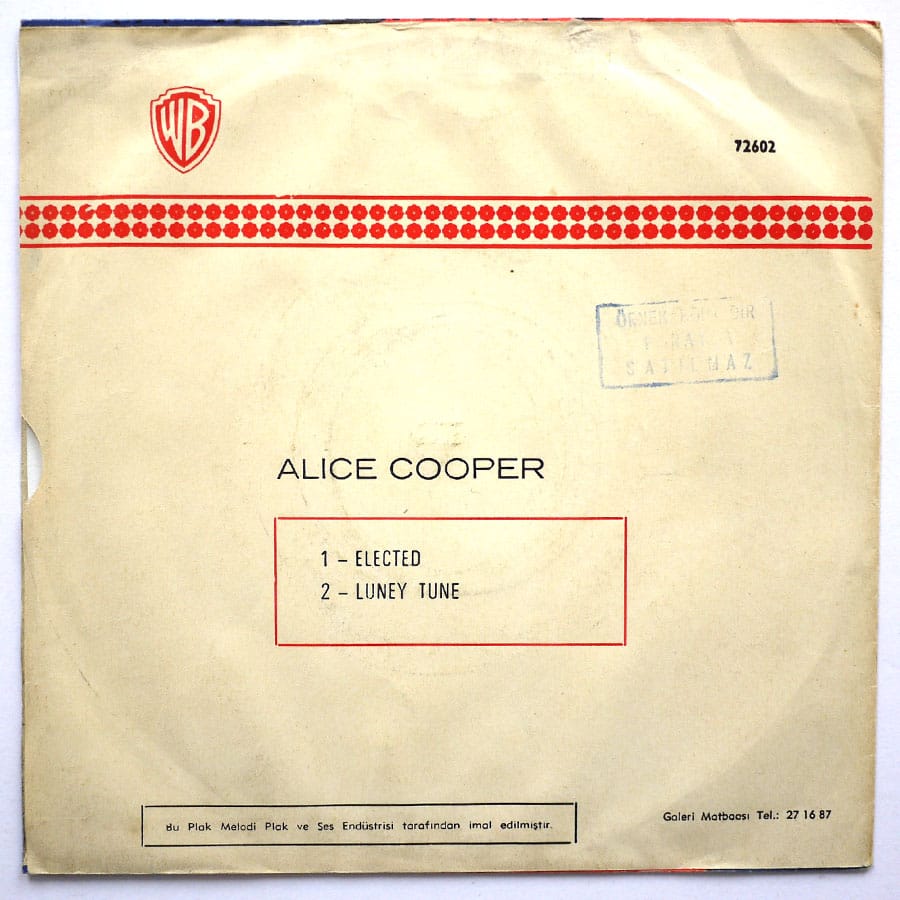 WB
72602
ÖRNEK
SATILMAZ
ALICE COOPER
1 – ELECTED
2 – LUNEY TUNE
Bu Plak Melodi Plak ve Ses Endüstrisi tarafından imal edilmiştir.
Galeri Matbaası Tel.: 27 16 87